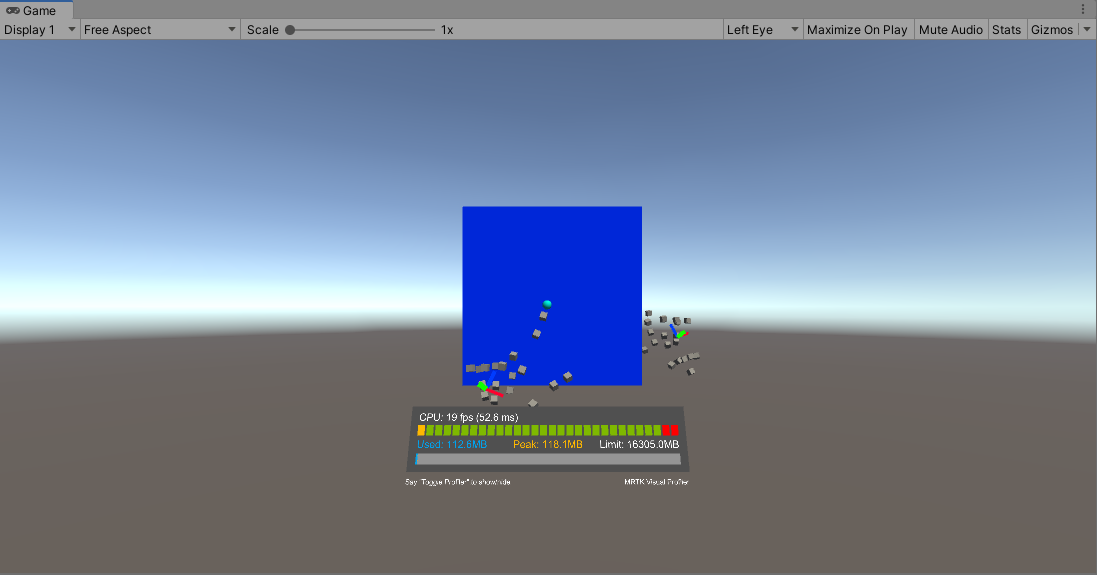 Game
Display 1 Free Aspect Scale 1x Left Eye Maximize On Play Mute Audio Stats Gizmos
CPU: 19 fps (52.6 ms)
Used: 112.6MB Peak: 118.1MB Limit: 16305.0MB
Say "Toggle Profiler" to show/hide MRTK Visual Profiler